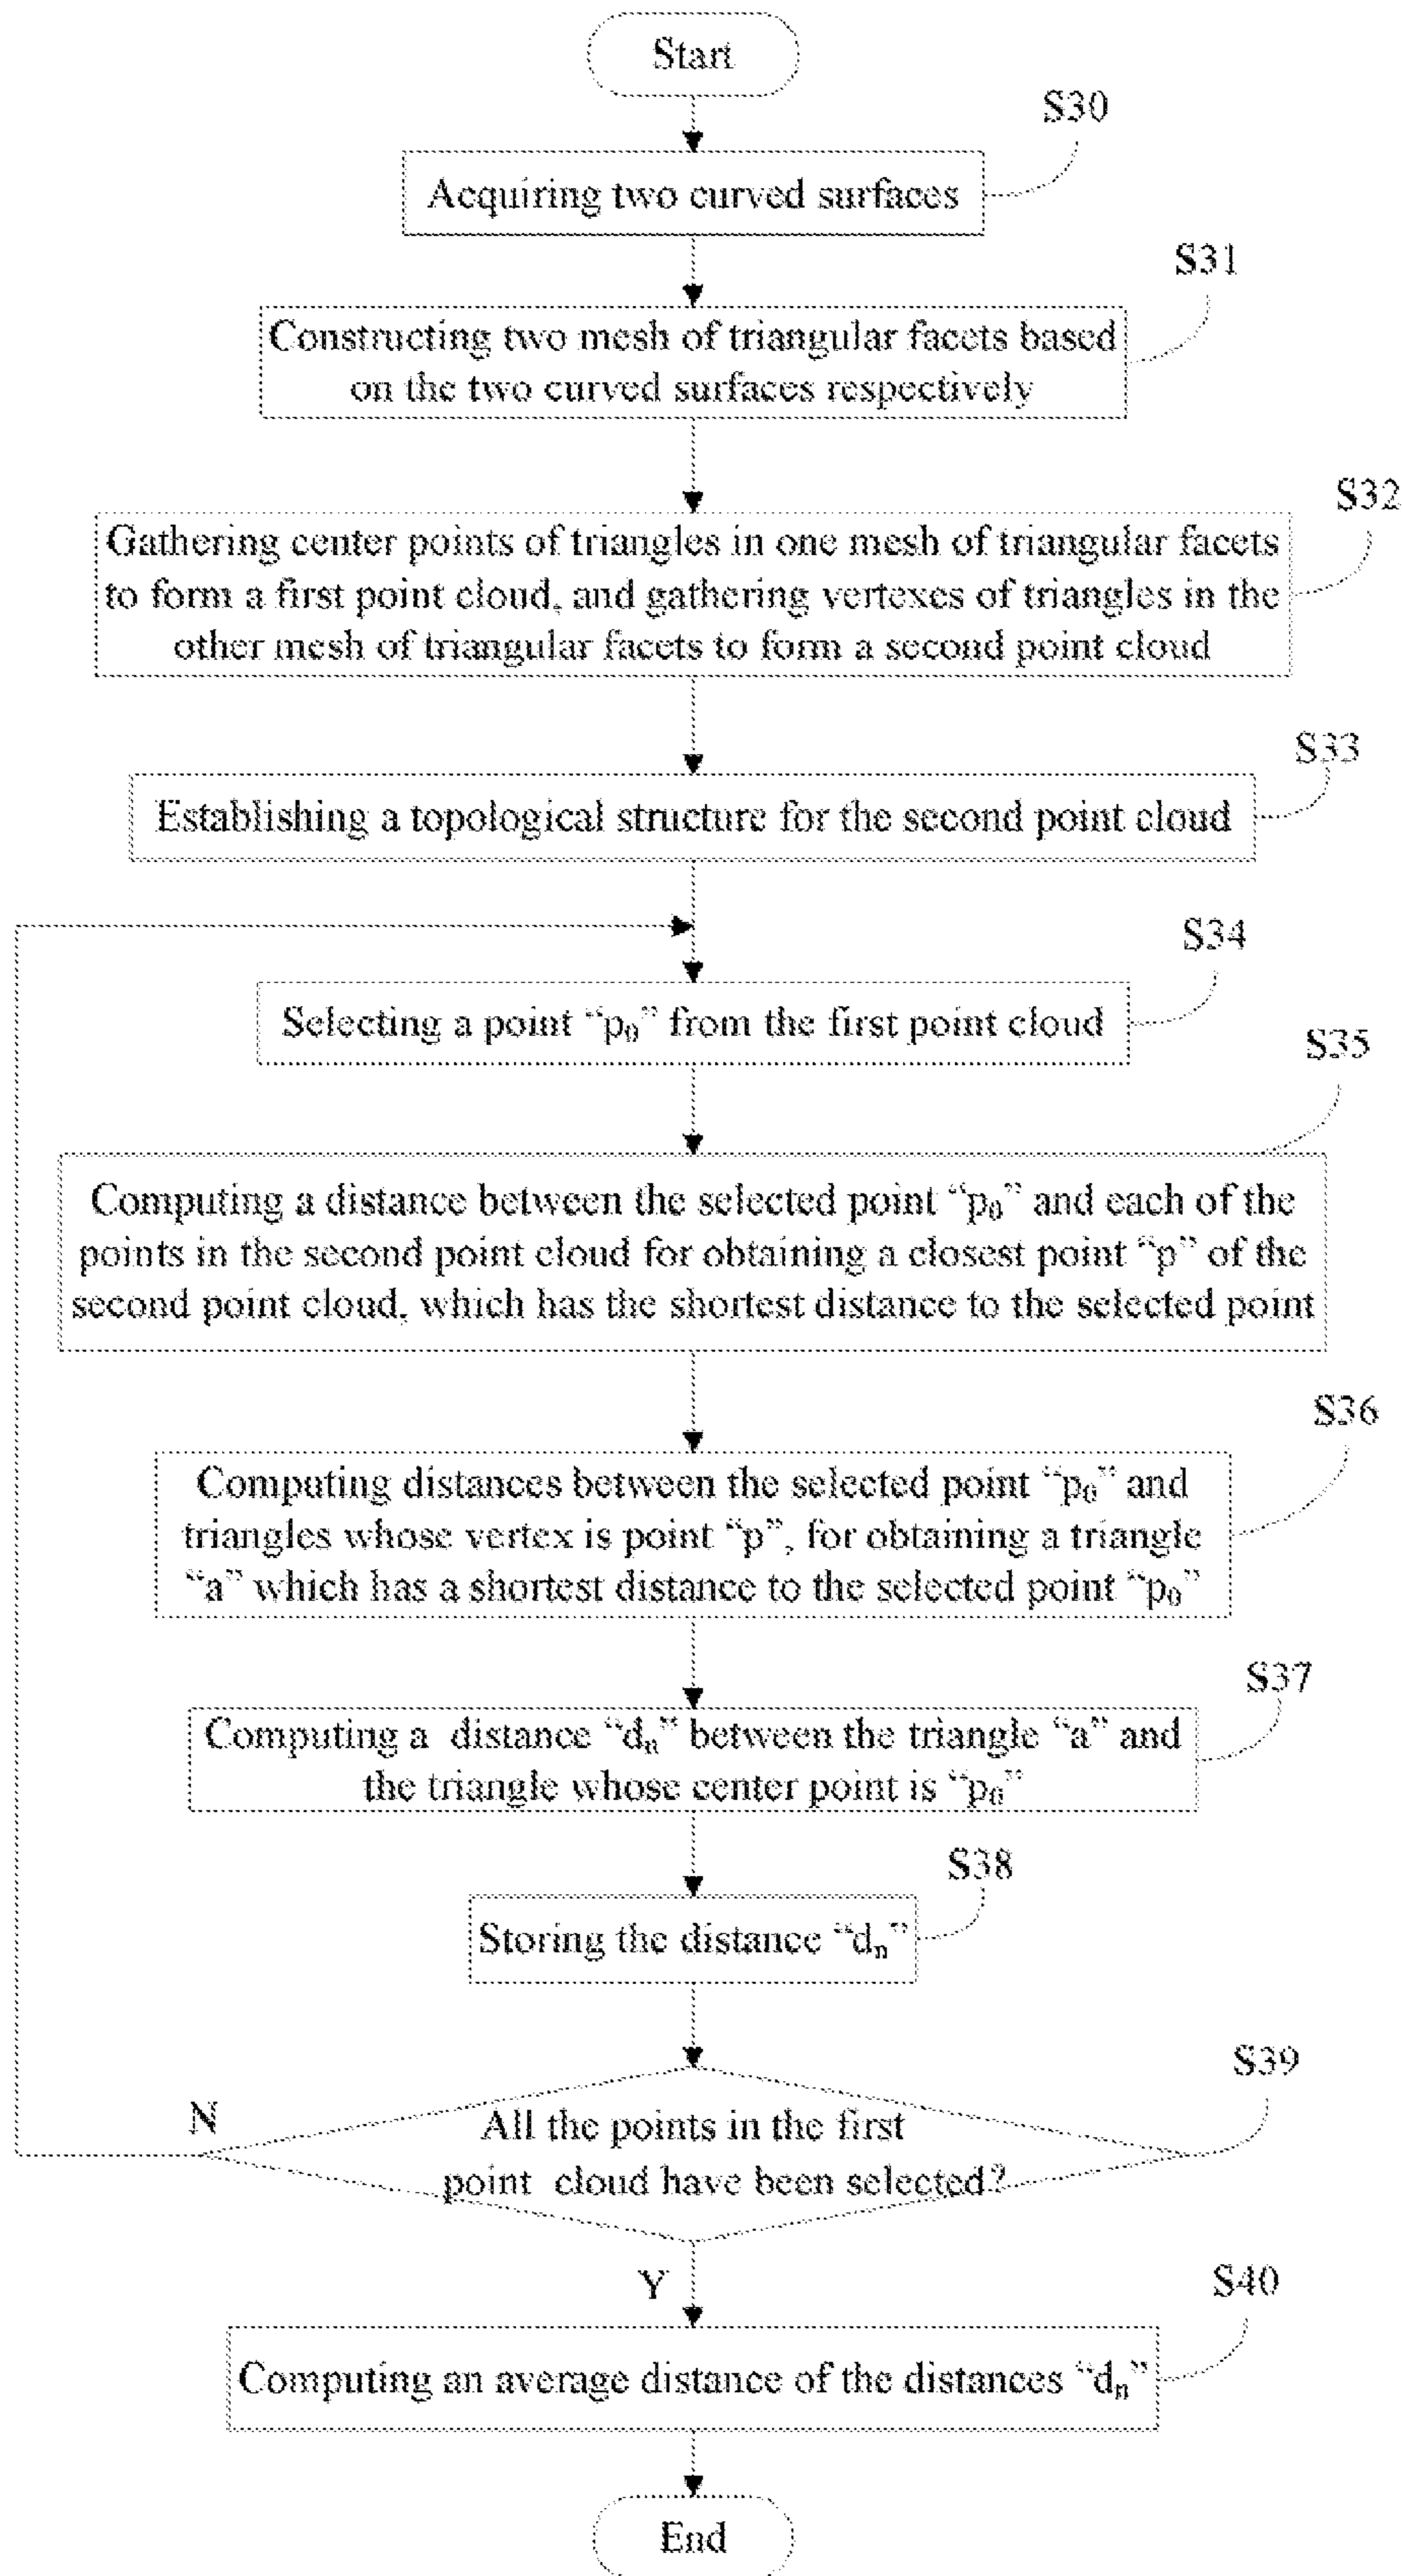 Start
S30
Acquiring two curved surfaces
S31
Constructing two mesh of triangular facets based
on the two curved surfaces respectively
S32
Gathering center points of triangles in one mesh of triangular facets
to form a first point cloud, and gathering vertexes of triangles in the
other mesh of triangular facets to form a second point cloud
S33
Establishing a topological structure for the second point cloud
S34
Selecting a point “p₀” from the first point cloud
S35
Computing a distance between the selected point “p₀” and each of the
points in the second point cloud for obtaining a closest point “p” of the
second point cloud, which has the shortest distance to the selected point
S36
Computing distances between the selected point “p₀” and
triangles whose vertex is point “p”, for obtaining a triangle
“a” which has a shortest distance to the selected point “p₀”
S37
Computing a distance “dₙ” between the triangle “a” and
the triangle whose center point is “p₀”
S38
Storing the distance “dₙ”
S39
N
All the points in the first
point cloud have been selected?
Y
S40
Computing an average distance of the distances “dₙ”
End